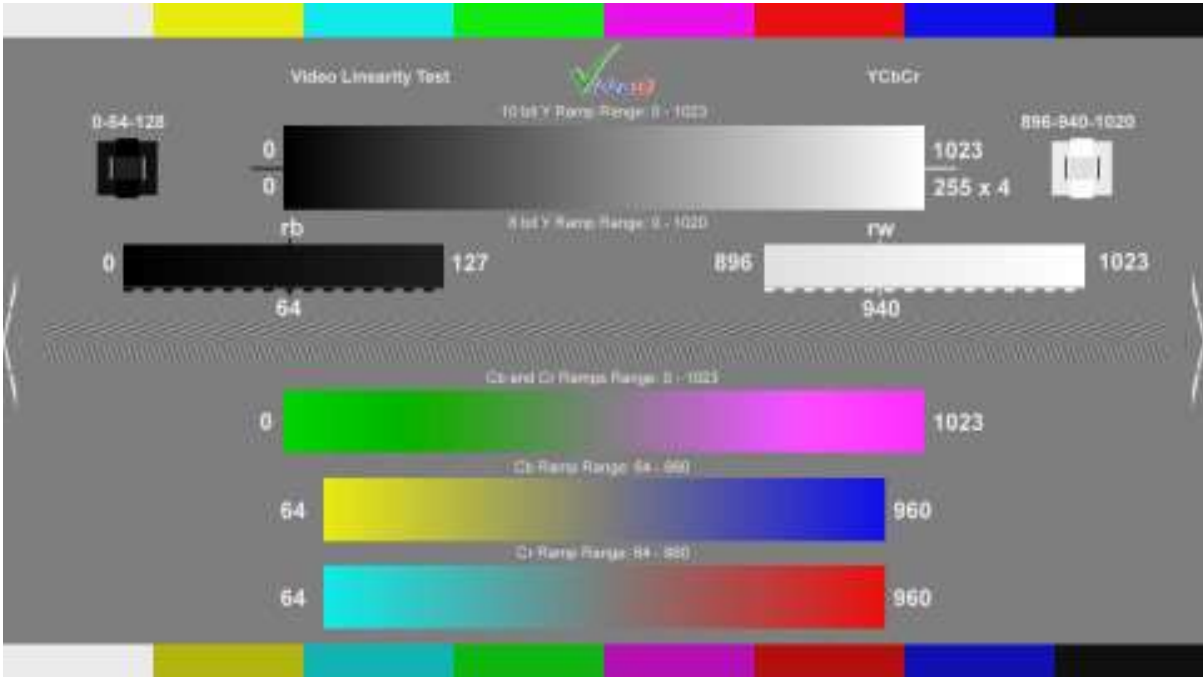 Video Linearity Test
YCbCr
10 bit Y Ramp Range: 0 - 1023
0-64-128
896-940-1020
0
1023
0
255 x 4
8 bit Y Ramp Range: 0 - 1020
rb
rw
0
127
896
1023
64
940
Cb and Cr Ramps Range: 0 - 1023
0
1023
Cb Ramp Range: 64 - 960
64
960
Cr Ramp Range: 64 - 960
64
960